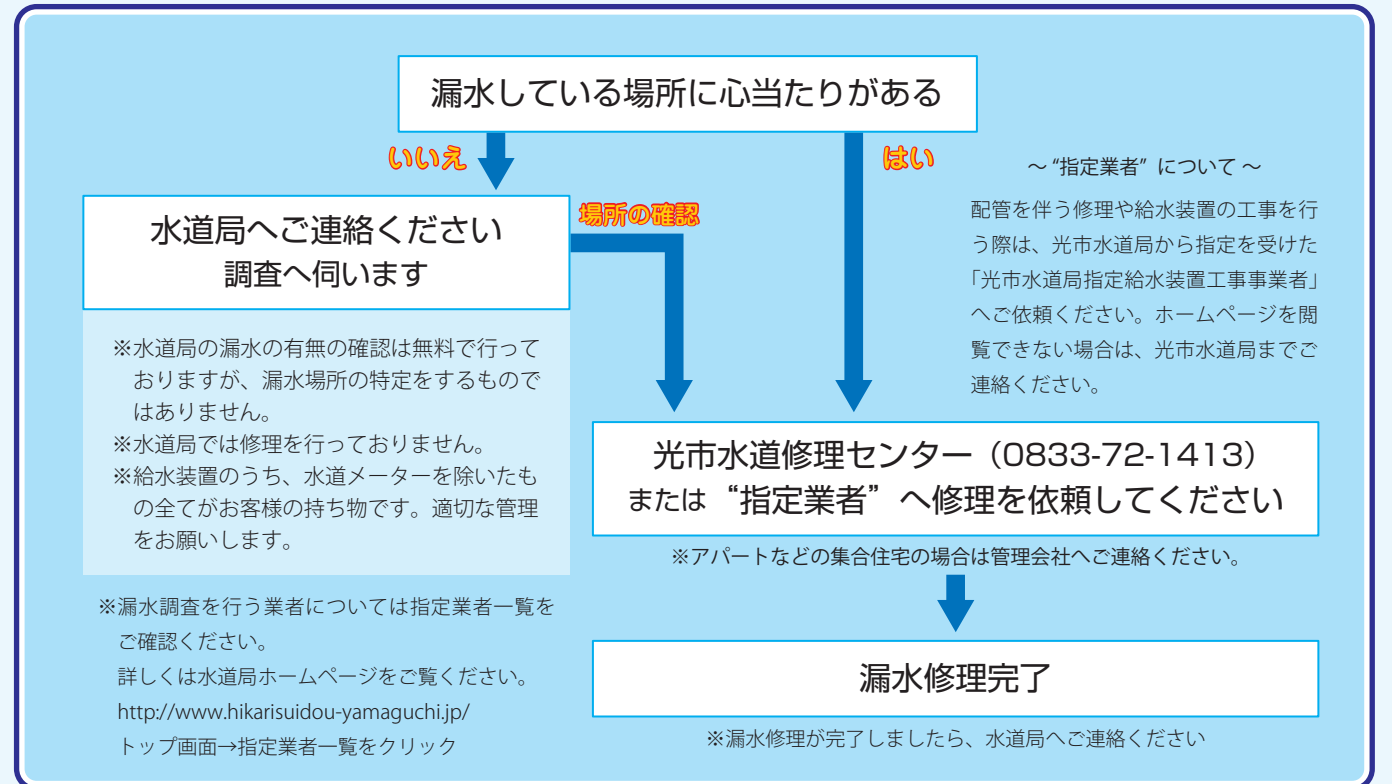 漏水している場所に心当たりがある
いいえ
はい
水道局へご連絡ください
調査へ伺います
場所の確認
※水道局の漏水の有無の確認は無料で行って
おりますが、漏水場所の特定をするもので
はありません。
※水道局では修理を行っておりません。
※給水装置のうち、水道メーターを除いたも
の全てがお客様の持ち物です。適切な管理
をお願いします。
※漏水調査を行う業者については指定業者一覧を
ご確認ください。
詳しくは水道局ホームページをご覧ください。
http://www.hikarisuidou-yamaguchi.jp/
トップ画面→指定業者一覧をクリック
～“指定業者”について～
配管を伴う修理や給水装置の工事を行
う際は、光市水道局から指定を受けた
「光市水道局指定給水装置工事事業者」
へご依頼ください。ホームページを閲
覧できない場合は、光市水道局までご
連絡ください。
光市水道修理センター（0833-72-1413）
または“指定業者”へ修理を依頼してください
※アパートなどの集合住宅の場合は管理会社へご連絡ください。
漏水修理完了
※漏水修理が完了しましたら、水道局へご連絡ください